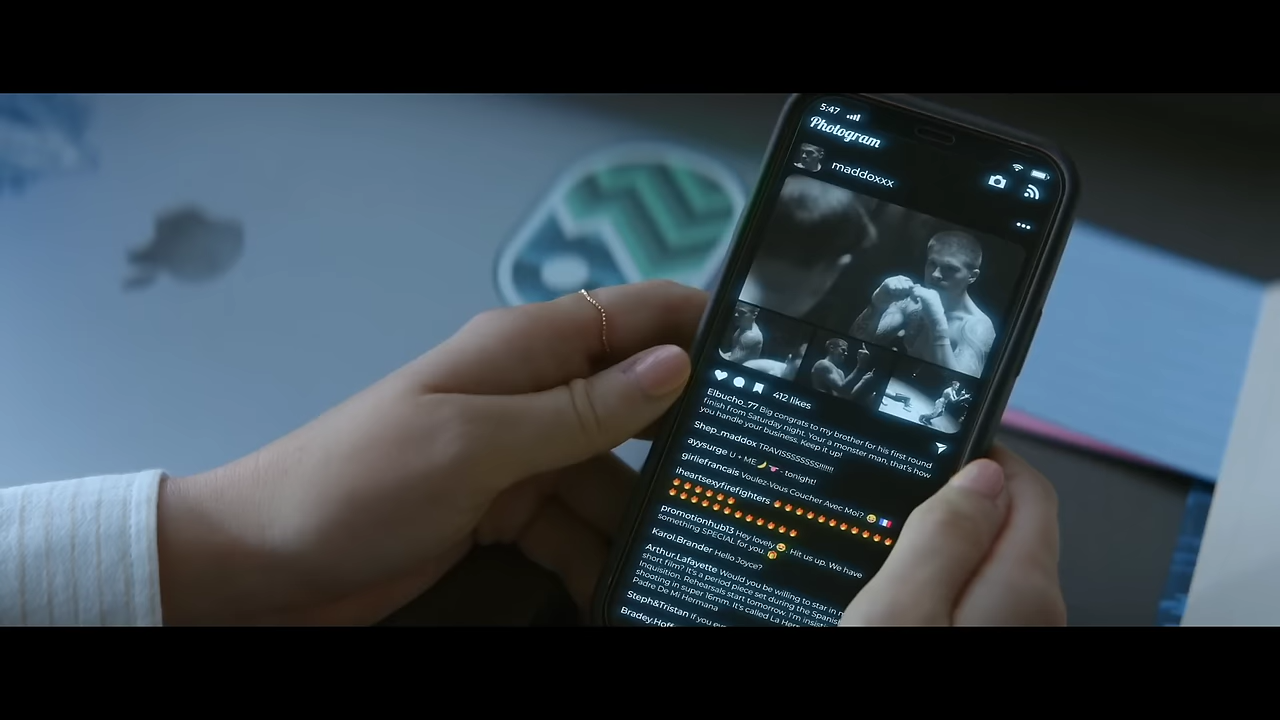 5:47
Photogram
maddoxxx
412 likes
Elbucho_77 Big congrats to my brother for his first round
finish from Saturday night. Your a monster man, that's how
you handle your business. Keep it up!
Shep_maddox TRAVISSSSSSSS!!!!!!!
ayysurge U + ME 🌙 👅 - tonight!
girliefrancais Voulez-Vous Coucher Avec Moi? 😉 🇫🇷
iheartsexyfirefighters 🔥🔥🔥🔥🔥🔥🔥🔥🔥🔥🔥
🔥🔥🔥🔥🔥🔥🔥🔥🔥🔥🔥🔥🔥🔥🔥🔥
🔥🔥🔥🔥🔥🔥🔥🔥🔥🔥🔥🔥
promotionhub13 Hey lovely 😉. Hit us up. We have
something SPECIAL for you. 🎁
Karol.Brander Hello Joyce?
Arthur.Lafayette Would you be willing to star in
short film? It's a period piece set during the Spanish
Inquisition. Rehearsals start tomorrow. I'm
shooting in super 16mm. It's called La
Padre De Mi Hermana
Steph&Tristan If you